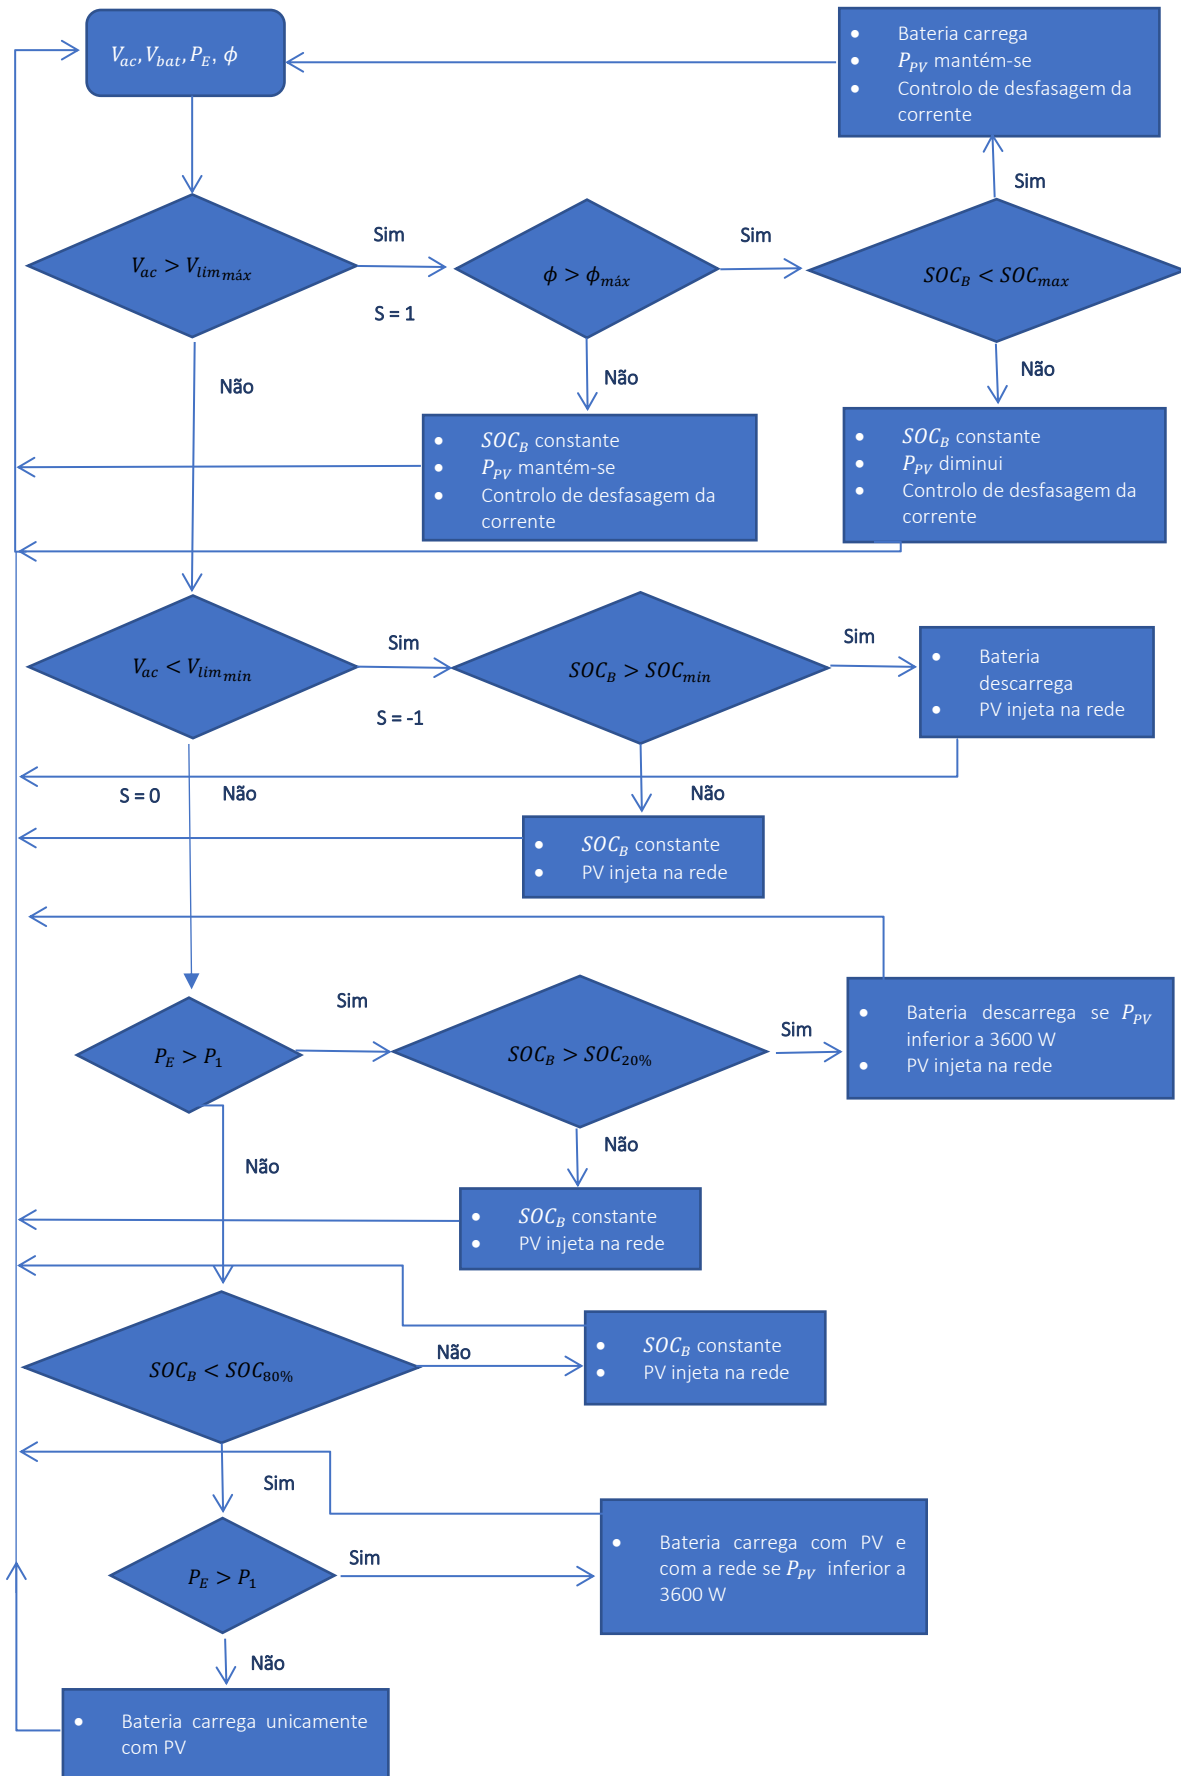 V_ac, V_bat, P_E, ϕ
• Bateria carrega
• P_PV mantém-se
• Controlo de desfasagem da
corrente
Sim
V_ac > V_lim_máx
Sim
S = 1
ϕ > ϕ_máx
Sim
SOC_B < SOC_max
Não
Não
Não
• SOC_B constante
• P_PV mantém-se
• Controlo de desfasagem da
corrente
• SOC_B constante
• P_PV diminui
• Controlo de desfasagem da
corrente
V_ac < V_lim_min
Sim
S = -1
SOC_B > SOC_min
Sim
• Bateria
descarrega
• PV injeta na rede
S = 0
Não
Não
• SOC_B constante
• PV injeta na rede
P_E > P_1
Sim
SOC_B > SOC_20%
Sim
• Bateria descarrega se P_PV
inferior a 3600 W
• PV injeta na rede
Não
Não
• SOC_B constante
• PV injeta na rede
SOC_B < SOC_80%
Não
• SOC_B constante
• PV injeta na rede
Sim
P_E > P_1
Sim
• Bateria carrega com PV e
com a rede se P_PV inferior a
3600 W
Não
• Bateria carrega unicamente
com PV